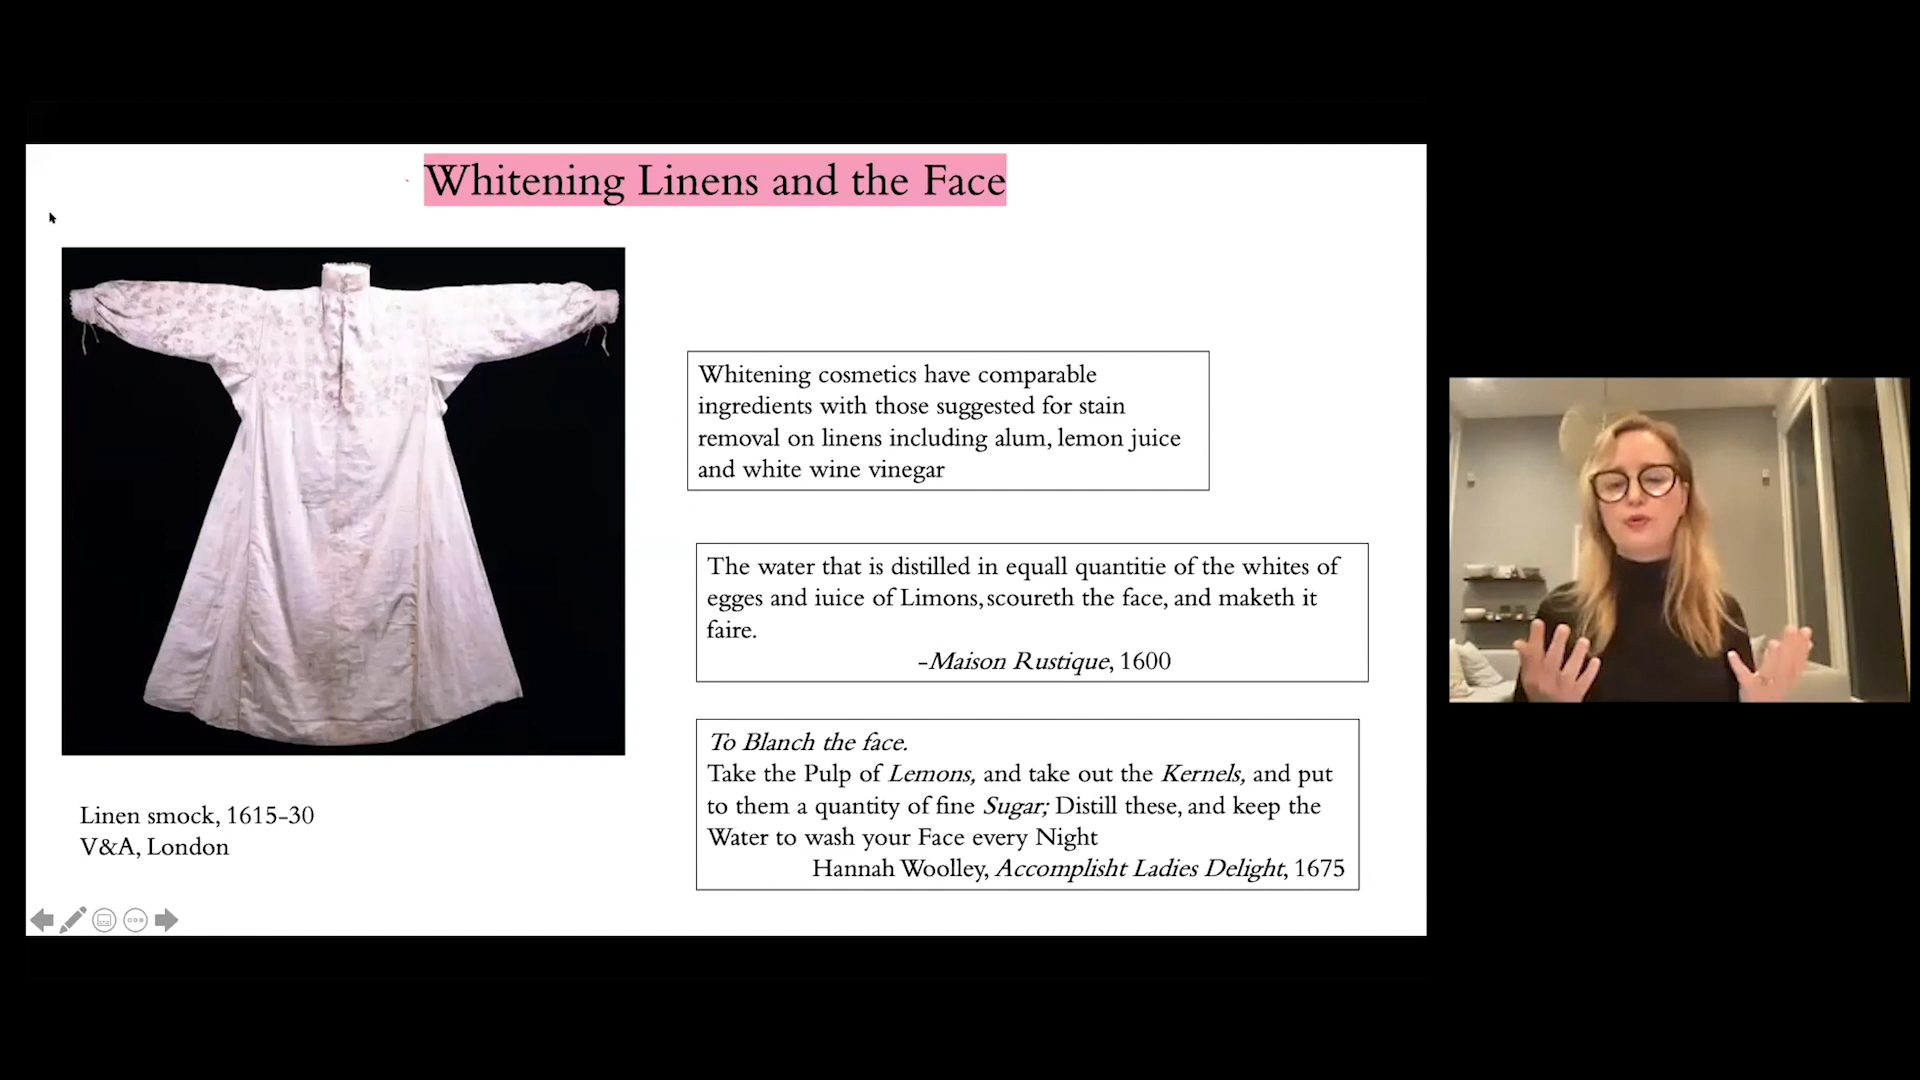 Whitening Linens and the Face
Whitening cosmetics have comparable
ingredients with those suggested for stain
removal on linens including alum, lemon juice
and white wine vinegar
The water that is distilled in equall quantitie of the whites of
egges and iuice of Limons, scoureth the face, and maketh it
faire.
-Maison Rustique, 1600
To Blanch the face.
Take the Pulp of Lemons, and take out the Kernels, and put
to them a quantity of fine Sugar; Distill these, and keep the
Water to wash your Face every Night
Hannah Woolley, Accomplisht Ladies Delight, 1675
Linen smock, 1615-30
V&A, London